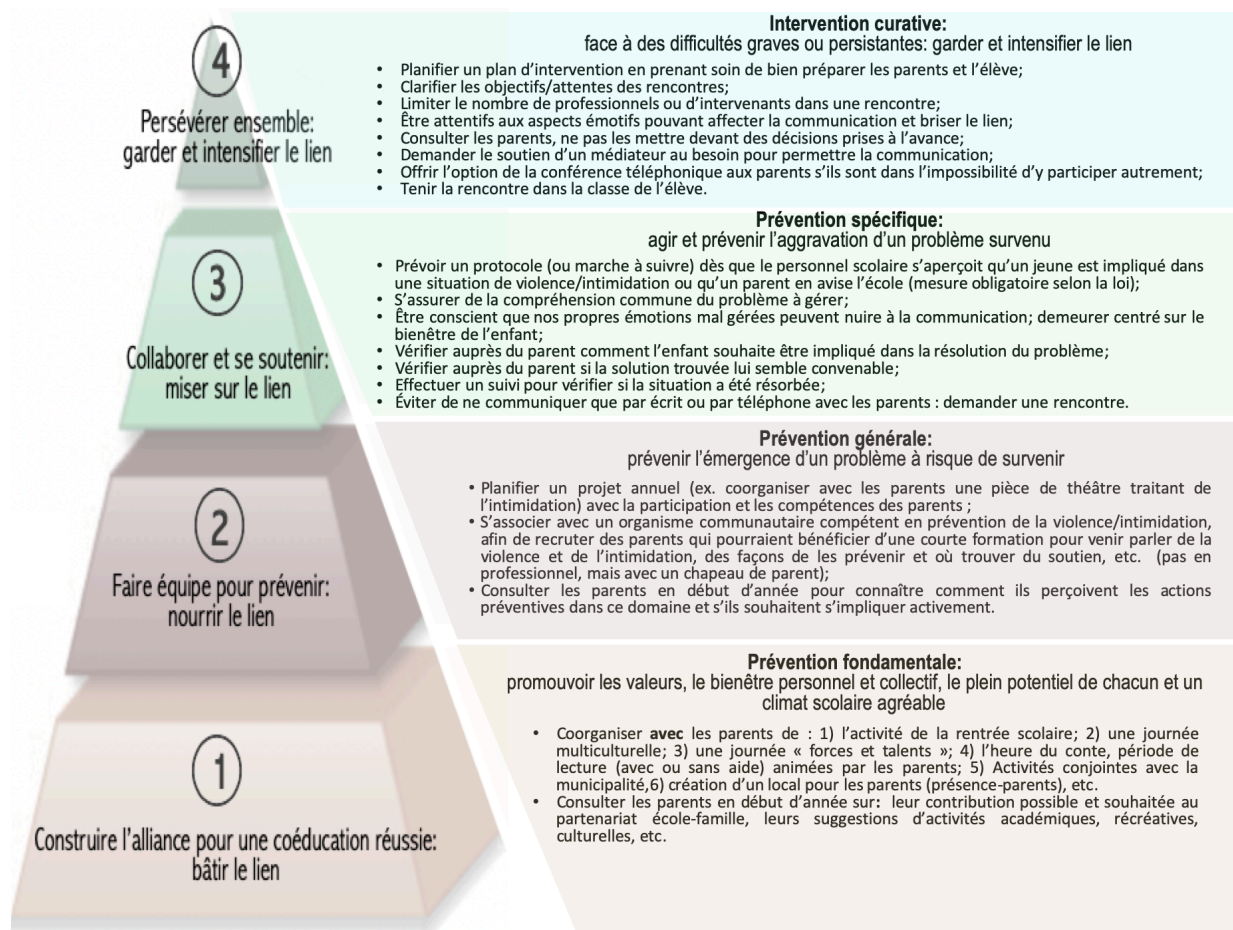 4
Persévérer ensemble:
garder et intensifier le lien
Intervention curative:
face à des difficultés graves ou persistantes: garder et intensifier le lien
• Planifier un plan d'intervention en prenant soin de bien préparer les parents et l'élève;
• Clarifier les objectifs/attentes des rencontres;
• Limiter le nombre de professionnels ou d'intervenants dans une rencontre;
• Être attentifs aux aspects émotifs pouvant affecter la communication et briser le lien;
• Consulter les parents, ne pas les mettre devant des décisions prises à l'avance;
• Demander le soutien d'un médiateur au besoin pour permettre la communication;
• Offrir l'option de la conférence téléphonique aux parents s'ils sont dans l'impossibilité d'y participer autrement;
• Tenir la rencontre dans la classe de l'élève.
3
Collaborer et se soutenir:
miser sur le lien
Prévention spécifique:
agir et prévenir l'aggravation d'un problème survenu
• Prévoir un protocole (ou marche à suivre) dès que le personnel scolaire s'aperçoit qu'un jeune est impliqué dans
une situation de violence/intimidation ou qu'un parent en avise l'école (mesure obligatoire selon la loi);
• S'assurer de la compréhension commune du problème à gérer;
• Être conscient que nos propres émotions mal gérées peuvent nuire à la communication; demeurer centré sur le
bienêtre de l'enfant;
• Vérifier auprès du parent comment l'enfant souhaite être impliqué dans la résolution du problème;
• Vérifier auprès du parent si la solution trouvée lui semble convenable;
• Effectuer un suivi pour vérifier si la situation a été résorbée;
• Éviter de ne communiquer que par écrit ou par téléphone avec les parents : demander une rencontre.
2
Faire équipe pour prévenir:
nourrir le lien
Prévention générale:
prévenir l'émergence d'un problème à risque de survenir
• Planifier un projet annuel (ex. coorganiser avec les parents une pièce de théâtre traitant de
l'intimidation) avec la participation et les compétences des parents ;
• S'associer avec un organisme communautaire compétent en prévention de la violence/intimidation,
afin de recruter des parents qui pourraient bénéficier d'une courte formation pour venir parler de la
violence et de l'intimidation, des façons de les prévenir et où trouver du soutien, etc. (pas en
professionnel, mais avec un chapeau de parent);
• Consulter les parents en début d'année pour connaître comment ils perçoivent les actions
préventives dans ce domaine et s'ils souhaitent s'impliquer activement.
1
Construire l'alliance pour une coéducation réussie:
bâtir le lien
Prévention fondamentale:
promouvoir les valeurs, le bienêtre personnel et collectif, le plein potentiel de chacun et un
climat scolaire agréable
• Coorganiser avec les parents de : 1) l'activité de la rentrée scolaire; 2) une journée
multiculturelle; 3) une journée « forces et talents »; 4) l'heure du conte, période de
lecture (avec ou sans aide) animées par les parents; 5) Activités conjointes avec la
municipalité,6) création d'un local pour les parents (présence-parents), etc.
• Consulter les parents en début d'année sur: leur contribution possible et souhaitée au
partenariat école-famille, leurs suggestions d'activités académiques, récréatives,
culturelles, etc.